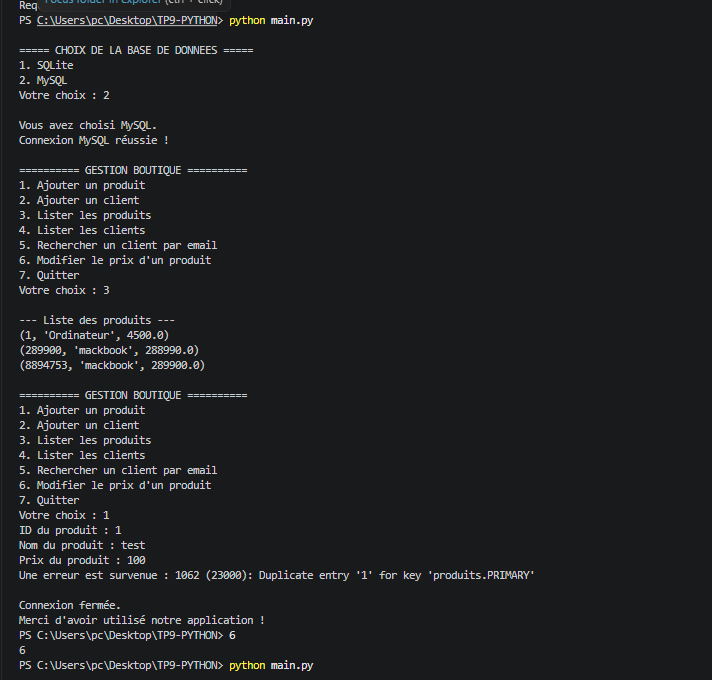 Req
Focus folder in explorer (ctrl + click)
PS C:\Users\pc\Desktop\TP9-PYTHON> python main.py
===== CHOIX DE LA BASE DE DONNEES =====
1. SQLite
2. MySQL
Votre choix : 2
Vous avez choisi MySQL.
Connexion MySQL réussie !
========== GESTION BOUTIQUE ==========
1. Ajouter un produit
2. Ajouter un client
3. Lister les produits
4. Lister les clients
5. Rechercher un client par email
6. Modifier le prix d'un produit
7. Quitter
Votre choix : 3
--- Liste des produits ---
(1, 'Ordinateur', 4500.0)
(289900, 'mackbook', 288990.0)
(8894753, 'mackbook', 289900.0)
========== GESTION BOUTIQUE ==========
1. Ajouter un produit
2. Ajouter un client
3. Lister les produits
4. Lister les clients
5. Rechercher un client par email
6. Modifier le prix d'un produit
7. Quitter
Votre choix : 1
ID du produit : 1
Nom du produit : test
Prix du produit : 100
Une erreur est survenue : 1062 (23000): Duplicate entry '1' for key 'produits.PRIMARY'
Connexion fermée.
Merci d'avoir utilisé notre application !
PS C:\Users\pc\Desktop\TP9-PYTHON> 6
6
PS C:\Users\pc\Desktop\TP9-PYTHON> python main.py